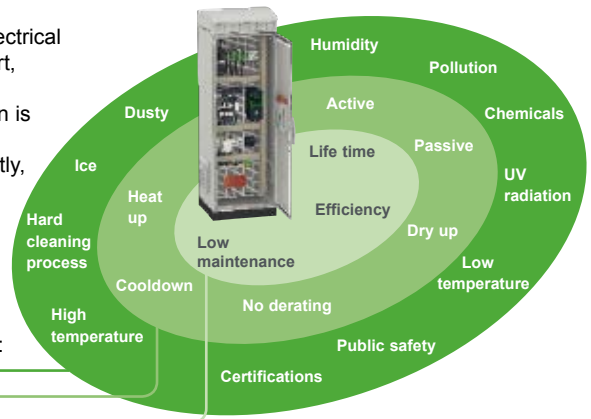 ectrical
rt,
n is
tly,
:
Humidity
Pollution
Dusty
Active
Chemicals
Life time
Passive
Ice
UV
radiation
Heat
up
Efficiency
Hard
cleaning
process
Dry up
Low
maintenance
Low
temperature
Cooldown
No derating
High
temperature
Public safety
Certifications